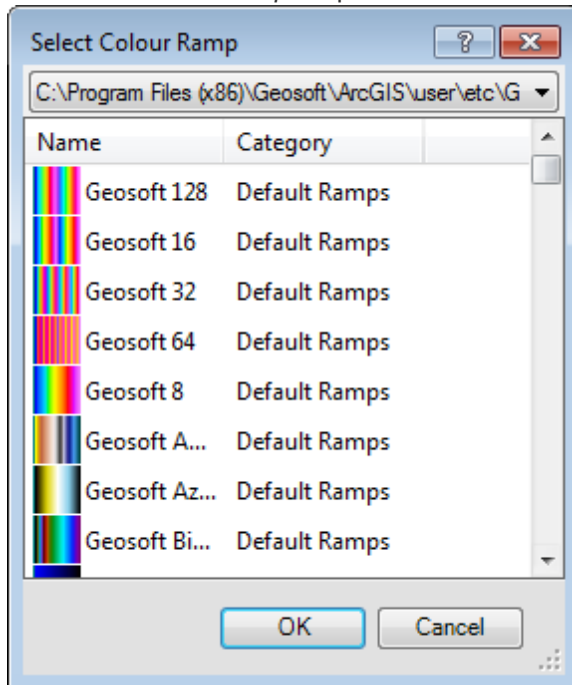 Select Colour Ramp
C:\Program Files (x86)\Geosoft\ArcGIS\user\etc\G
Name Category
Geosoft 128 Default Ramps
Geosoft 16 Default Ramps
Geosoft 32 Default Ramps
Geosoft 64 Default Ramps
Geosoft 8 Default Ramps
Geosoft A... Default Ramps
Geosoft Az... Default Ramps
Geosoft Bi... Default Ramps
OK Cancel